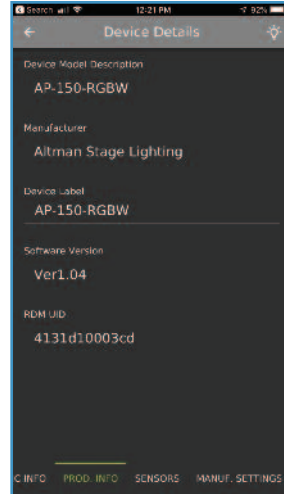 Search 12:21 PM 92%
Device Details
Device Model Description
AP-150-RGBW
Manufacturer
Altman Stage Lighting
Device Label
AP-150-RGBW
Software Version
Ver1.04
RDM UID
4131d10003cd
C INFO PROD. INFO SENSORS MANUF. SETTINGS